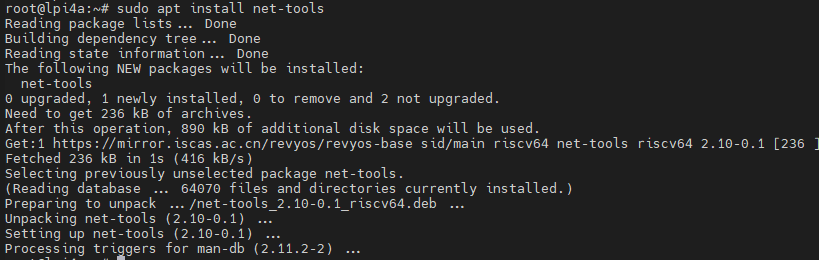 root@lpi4a:~# sudo apt install net-tools
Reading package lists... Done
Building dependency tree... Done
Reading state information... Done
The following NEW packages will be installed:
  net-tools
0 upgraded, 1 newly installed, 0 to remove and 2 not upgraded.
Need to get 236 kB of archives.
After this operation, 890 kB of additional disk space will be used.
Get:1 https://mirror.iscas.ac.cn/revyos/revyos-base sid/main riscv64 net-tools riscv64 2.10-0.1 [236 ]
Fetched 236 kB in 1s (416 kB/s)
Selecting previously unselected package net-tools.
(Reading database ... 64070 files and directories currently installed.)
Preparing to unpack .../net-tools_2.10-0.1_riscv64.deb ...
Unpacking net-tools (2.10-0.1) ...
Setting up net-tools (2.10-0.1) ...
Processing triggers for man-db (2.11.2-2) ...